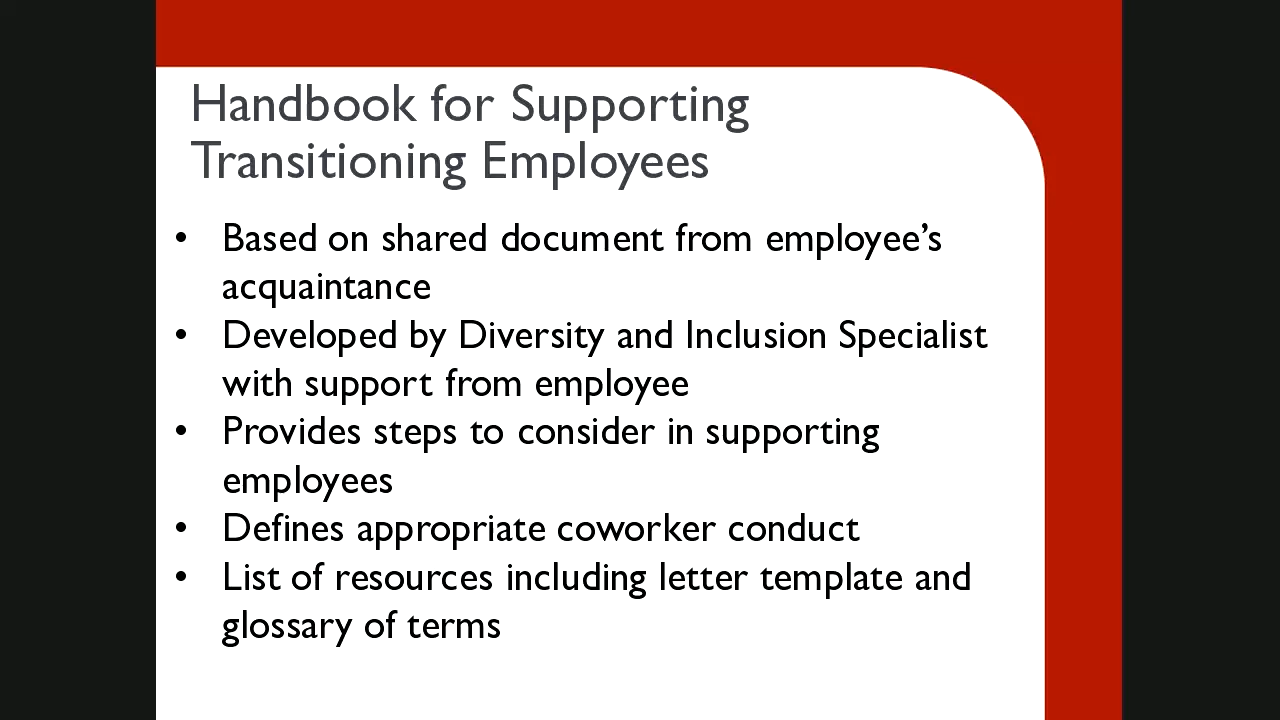 Handbook for Supporting
Transitioning Employees
• Based on shared document from employee’s
acquaintance
• Developed by Diversity and Inclusion Specialist
with support from employee
• Provides steps to consider in supporting
employees
• Defines appropriate coworker conduct
• List of resources including letter template and
glossary of terms